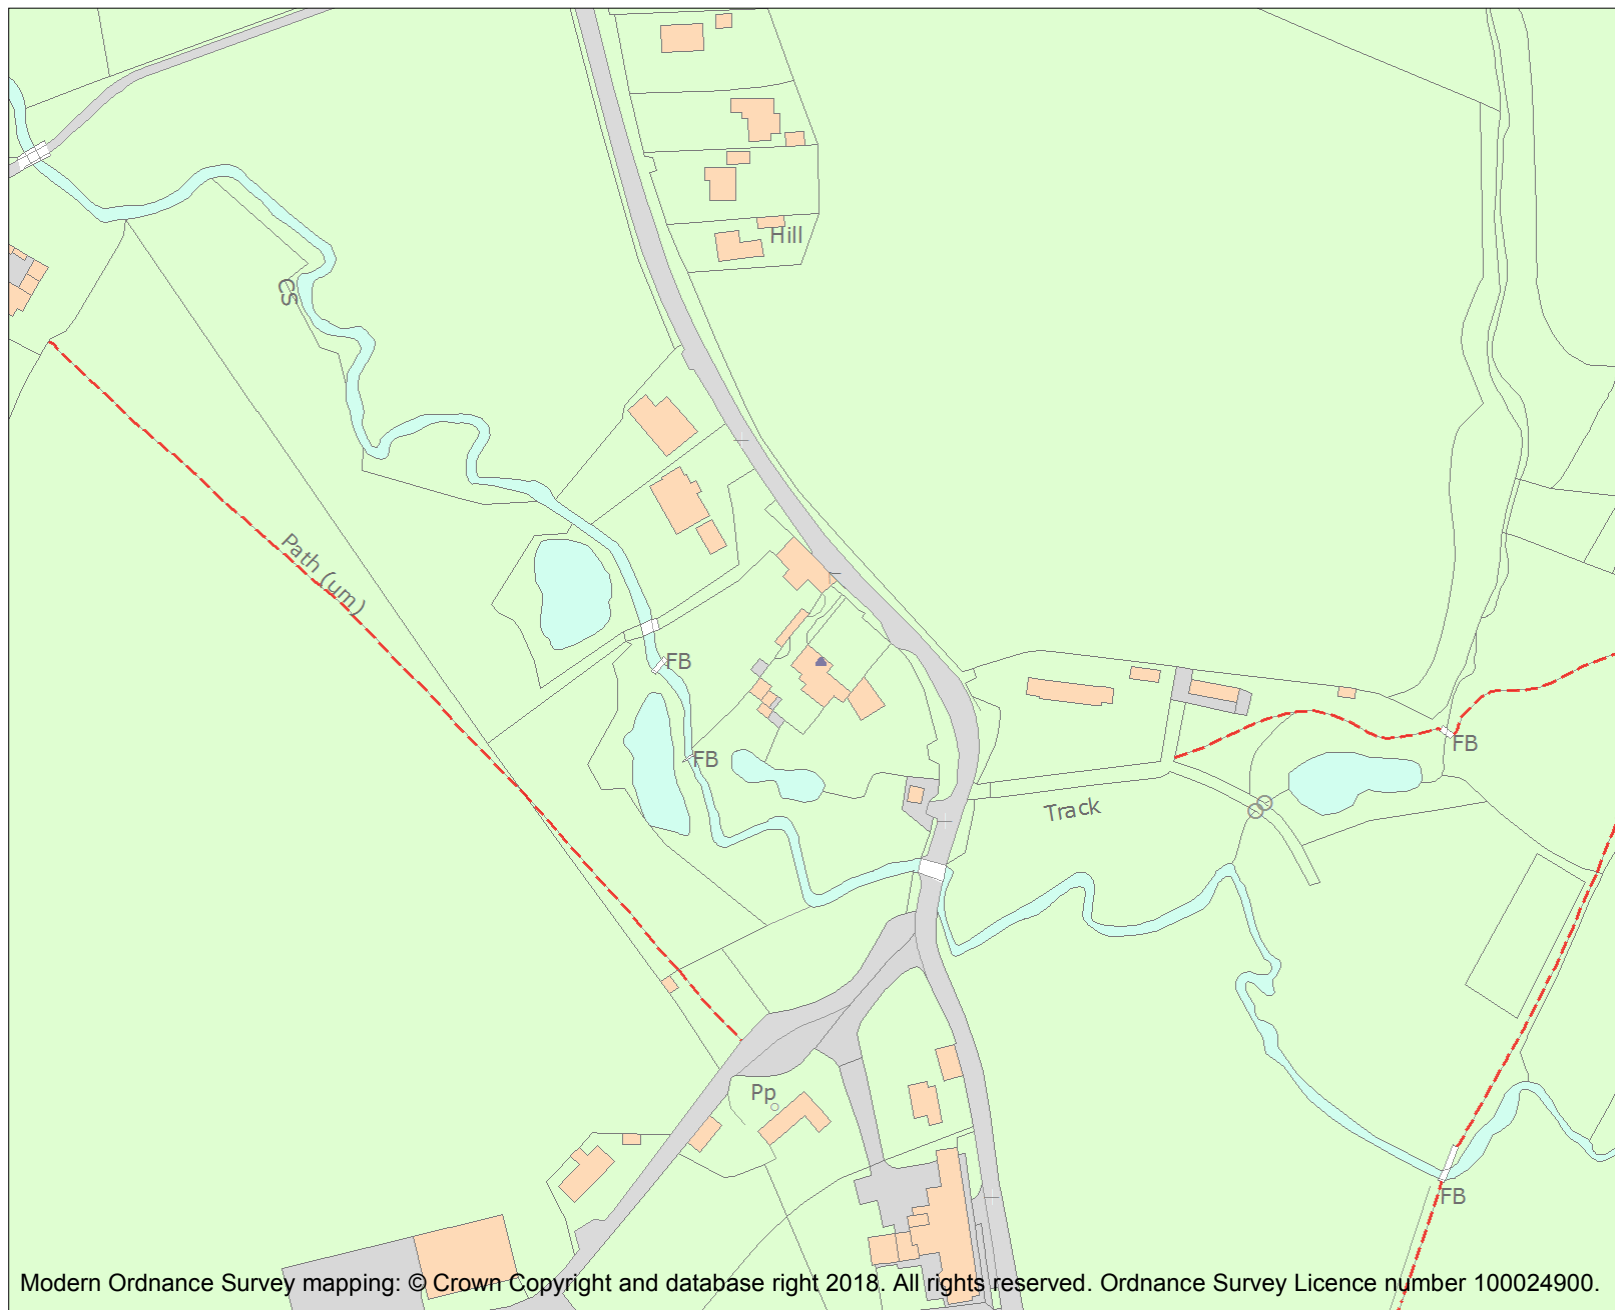 Hill
CS
Path (um)
FB
FB
FB
Track
Pp
FB
Modern Ordnance Survey mapping: © Crown Copyright and database right 2018. All rights reserved. Ordnance Survey Licence number 100024900.